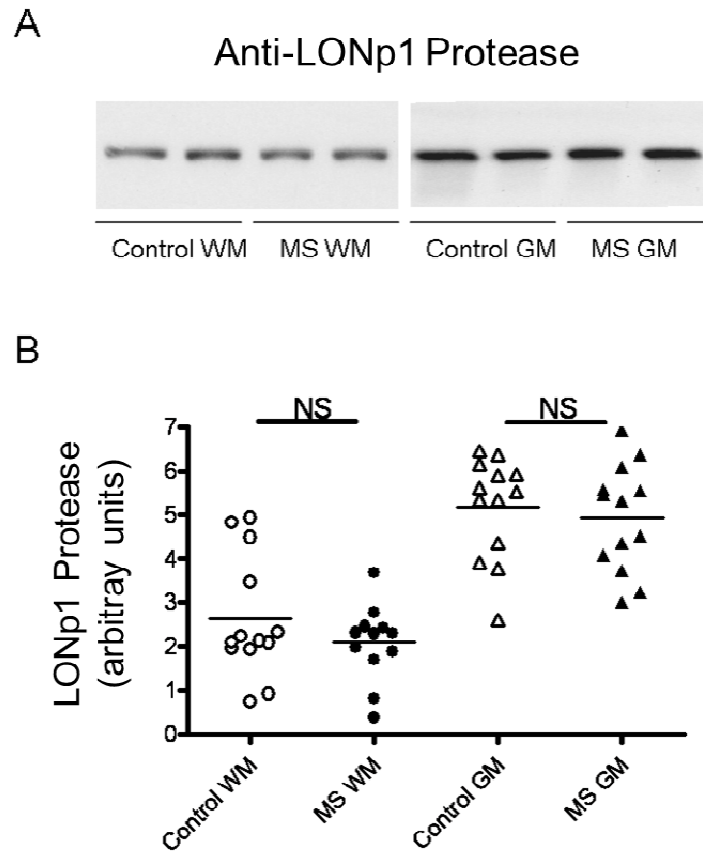 A
Anti-LONp1 Protease
Control WM MS WM Control GM MS GM
B
NS NS
LONp1 Protease
(arbitray units)
7
6
5
4
3
2
1
0
Control WM
MS WM
Control GM
MS GM